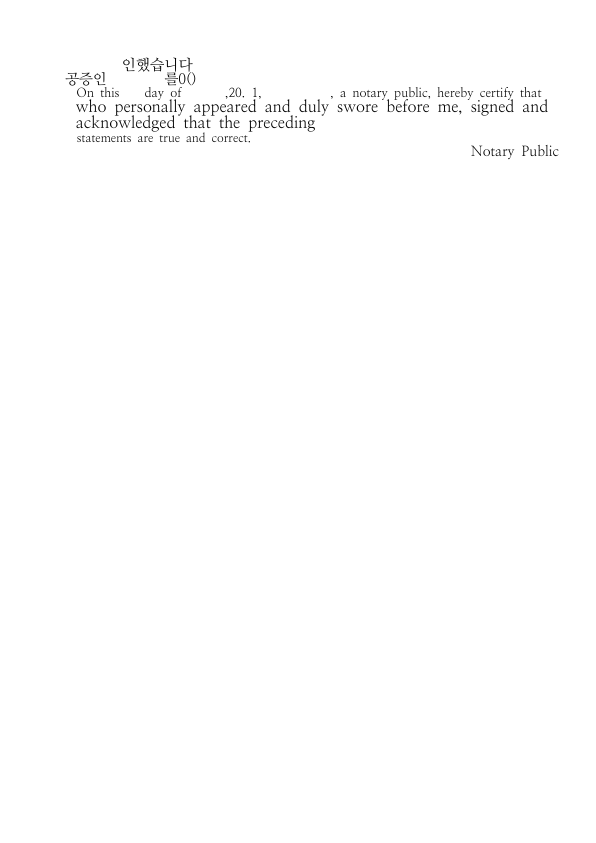 인했습니다
공증인 를0()
On this day of ,20. 1, , a notary public, hereby certify that
who personally appeared and duly swore before me, signed and
acknowledged that the preceding
statements are true and correct.
Notary Public